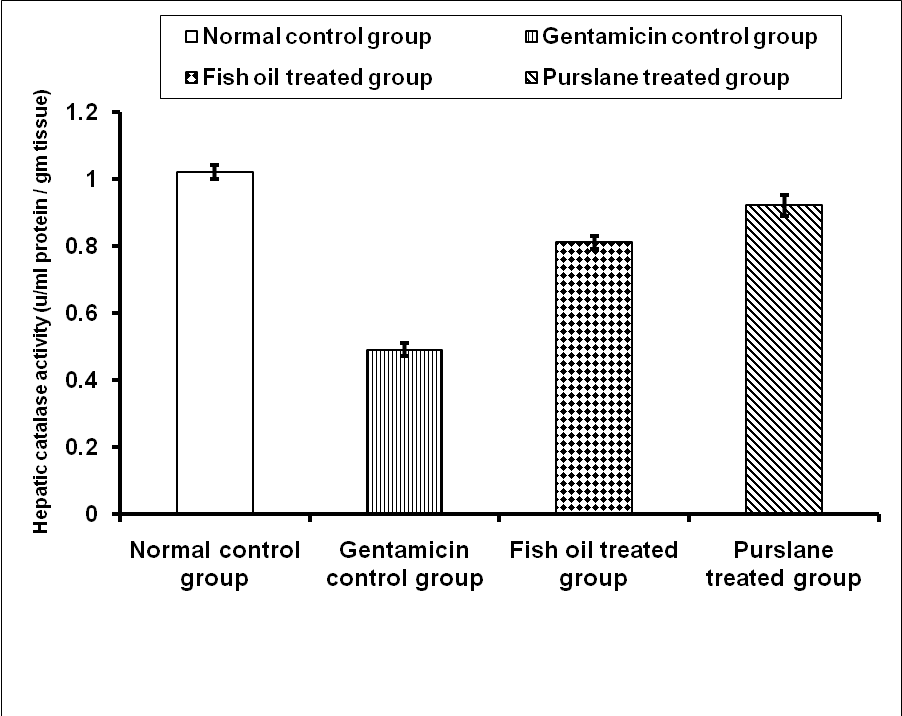 Normal control group
Gentamicin control group
Fish oil treated group
Purslane treated group
Hepatic catalase activity (u/ml protein / gm tissue)
1.2
1
0.8
0.6
0.4
0.2
0
Normal control
group
Gentamicin
control group
Fish oil treated
group
Purslane
treated group